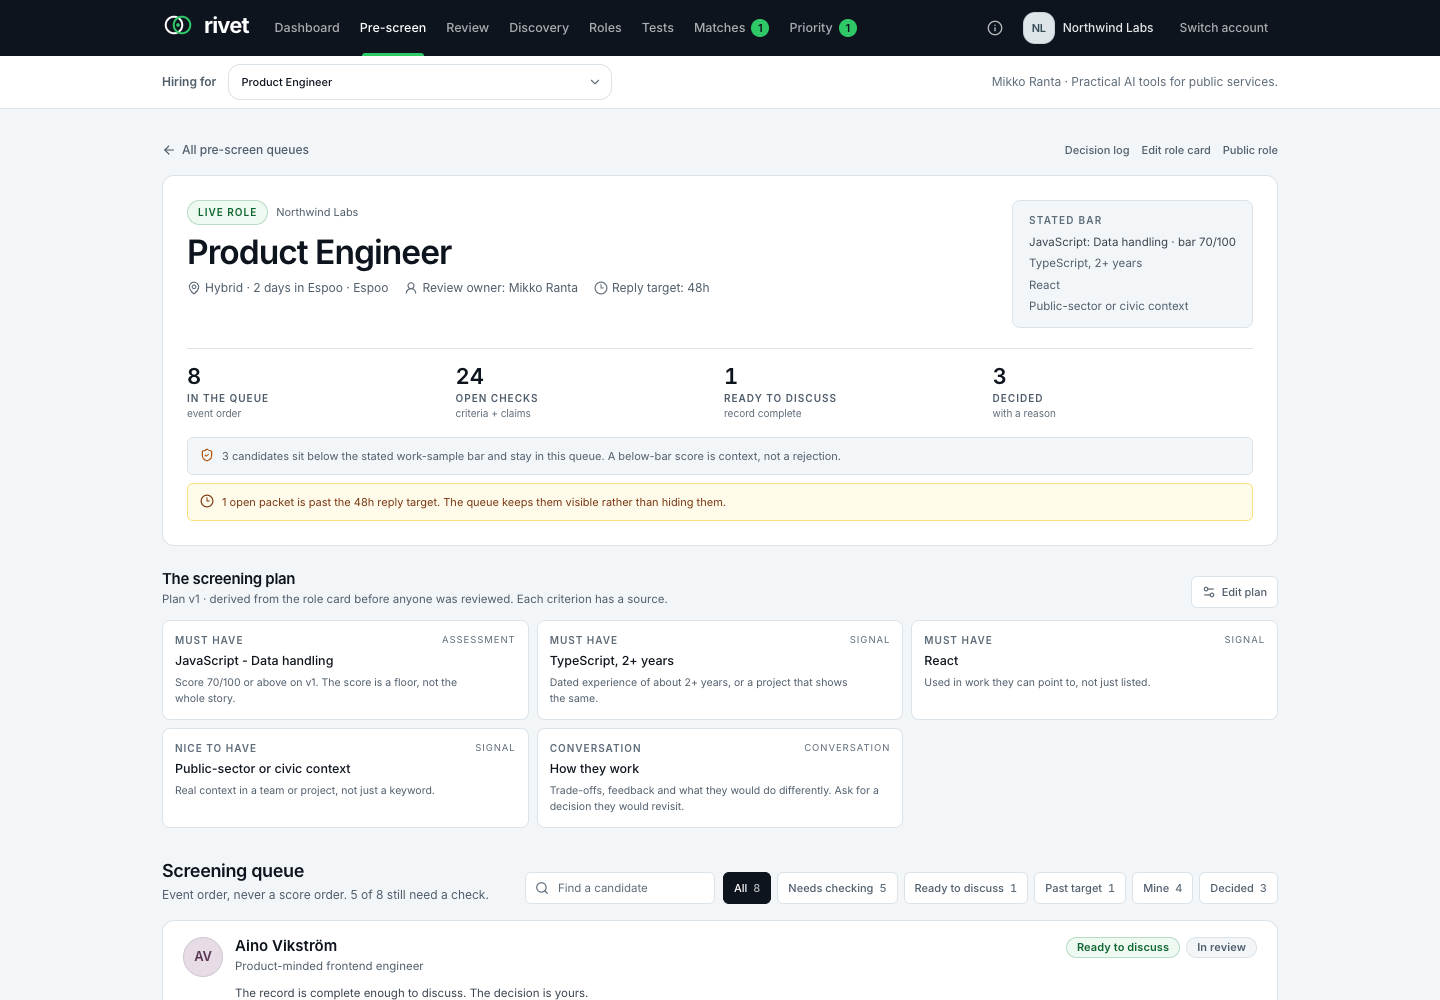 rivet
Dashboard Pre-screen Review Discovery Roles Tests Matches 1 Priority 1 NL Northwind Labs Switch account
Hiring for Product Engineer Mikko Ranta · Practical AI tools for public services.
All pre-screen queues Decision log Edit role card Public role
LIVE ROLE Northwind Labs
Product Engineer
Hybrid · 2 days in Espoo · Espoo Review owner: Mikko Ranta Reply target: 48h
STATED BAR
JavaScript: Data handling · bar 70/100
TypeScript, 2+ years
React
Public-sector or civic context
8 24 1 3
IN THE QUEUE OPEN CHECKS READY TO DISCUSS DECIDED
event order criteria + claims record complete with a reason
3 candidates sit below the stated work-sample bar and stay in this queue. A below-bar score is context, not a rejection.
1 open packet is past the 48h reply target. The queue keeps them visible rather than hiding them.
The screening plan
Plan v1 · derived from the role card before anyone was reviewed. Each criterion has a source.
Edit plan
MUST HAVE ASSESSMENT
JavaScript - Data handling
Score 70/100 or above on v1. The score is a floor, not the
whole story.
MUST HAVE SIGNAL
TypeScript, 2+ years
Dated experience of about 2+ years, or a project that shows
the same.
MUST HAVE SIGNAL
React
Used in work they can point to, not just listed.
NICE TO HAVE SIGNAL
Public-sector or civic context
Real context in a team or project, not just a keyword.
CONVERSATION CONVERSATION
How they work
Trade-offs, feedback and what they would do differently. Ask for a
decision they would revisit.
Screening queue
Event order, never a score order. 5 of 8 still need a check.
Find a candidate All 8 Needs checking 5 Ready to discuss 1 Past target 1 Mine 4 Decided 3
AV Aino Vikström Ready to discuss In review
Product-minded frontend engineer
The record is complete enough to discuss. The decision is yours.